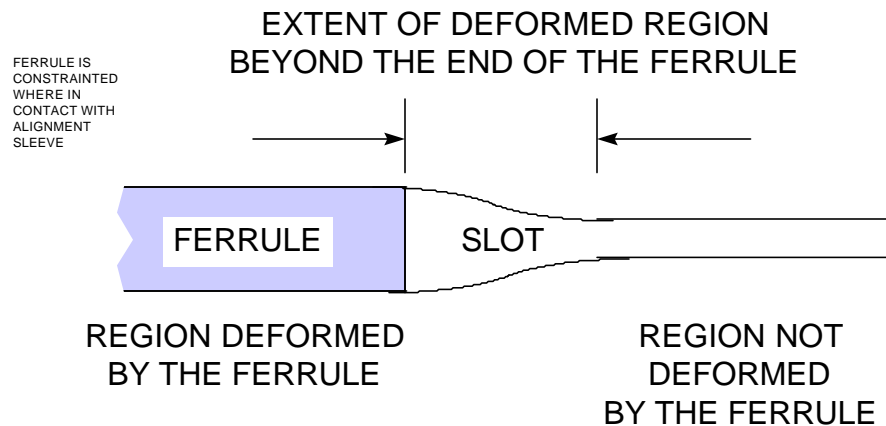 EXTENT OF DEFORMED REGION
BEYOND THE END OF THE FERRULE
FERRULE IS
CONSTRAINTED
WHERE IN
CONTACT WITH
ALIGNMENT
SLEEVE
FERRULE
SLOT
REGION DEFORMED
BY THE FERRULE
REGION NOT
DEFORMED
BY THE FERRULE